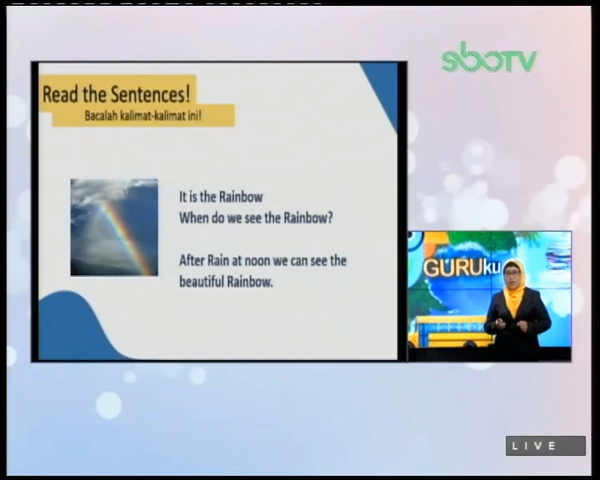 sboTV
Read the Sentences!
Bacalah kalimat-kalimat ini!
It is the Rainbow
When do we see the Rainbow?
After Rain at noon we can see the
beautiful Rainbow.
GURUku
LIVE